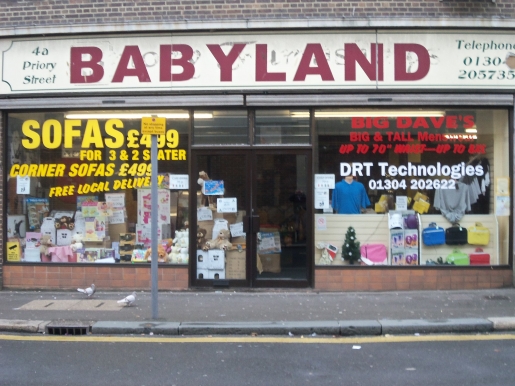 4a
Priory
Street
BABYLAND
Telephone
01304
205735
SOFAS £499
FOR 3 & 2 SEATER
CORNER SOFAS £499
FREE LOCAL DELIVERY
BIG DAVE'S
BIG & TALL Menswear
UP TO 70" WAIST—UP TO
DRT Technologies
01304 202622